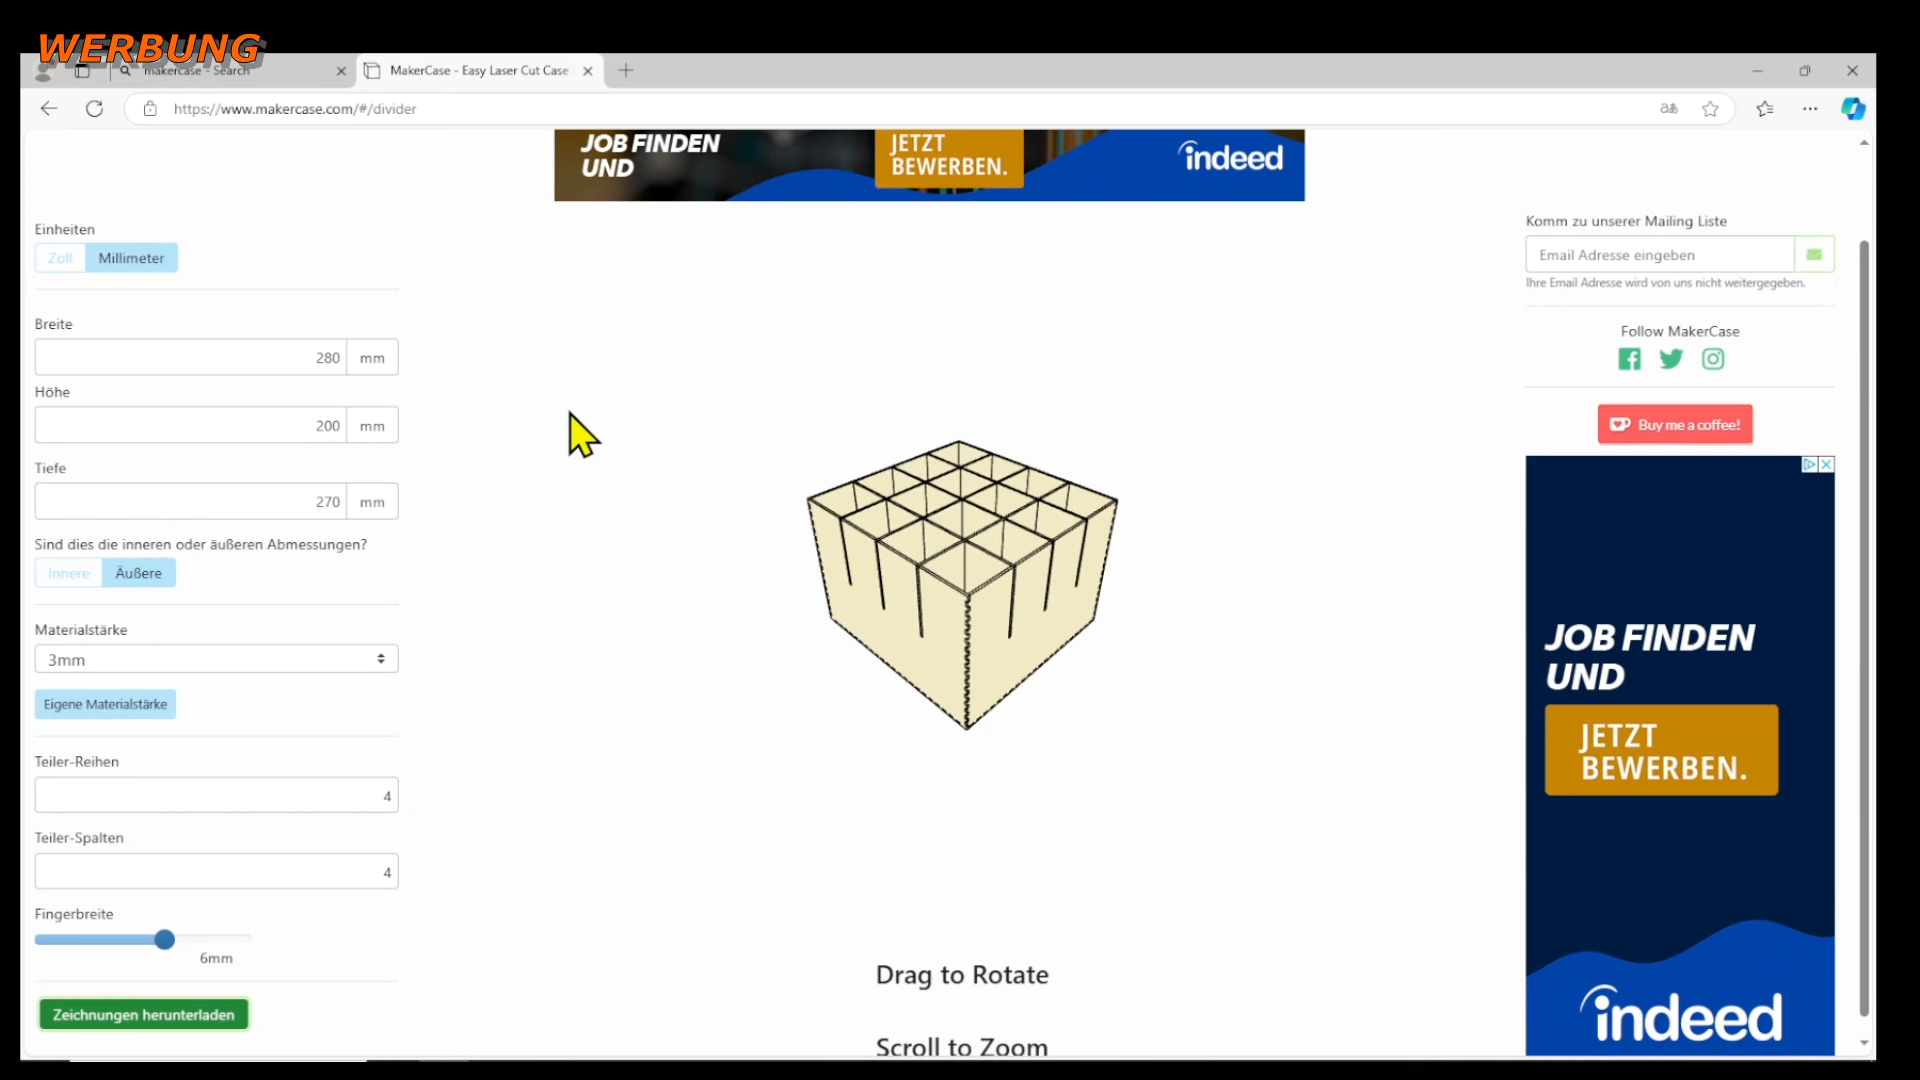 WERBUNG
makercase - Search
MakerCase - Easy Laser Cut Case
https://www.makercase.com/#/divider
JOB FINDEN
UND
JETZT
BEWERBEN.
indeed
Einheiten
Zoll
Millimeter
Breite
280 mm
Höhe
200 mm
Tiefe
270 mm
Sind dies die inneren oder äußeren Abmessungen?
Innere
Äußere
Materialstärke
3mm
Eigene Materialstärke
Teiler-Reihen
4
Teiler-Spalten
4
Fingerbreite
6mm
Zeichnungen herunterladen
Drag to Rotate
Scroll to Zoom
Komm zu unserer Mailing Liste
Email Adresse eingeben
Ihre Email Adresse wird von uns nicht weitergegeben.
Follow MakerCase
Buy me a coffee!
JOB FINDEN
UND
JETZT
BEWERBEN.
indeed